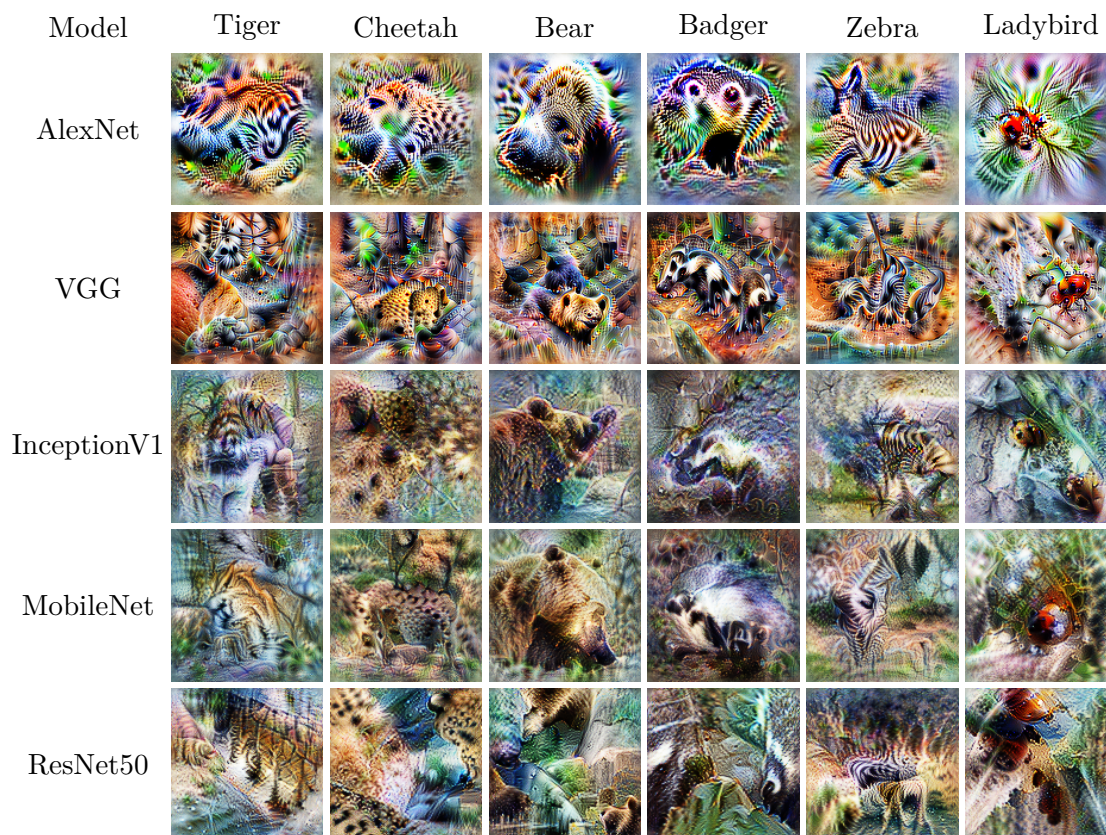 Model Tiger Cheetah Bear Badger Zebra Ladybird
AlexNet
VGG
InceptionV1
MobileNet
ResNet50